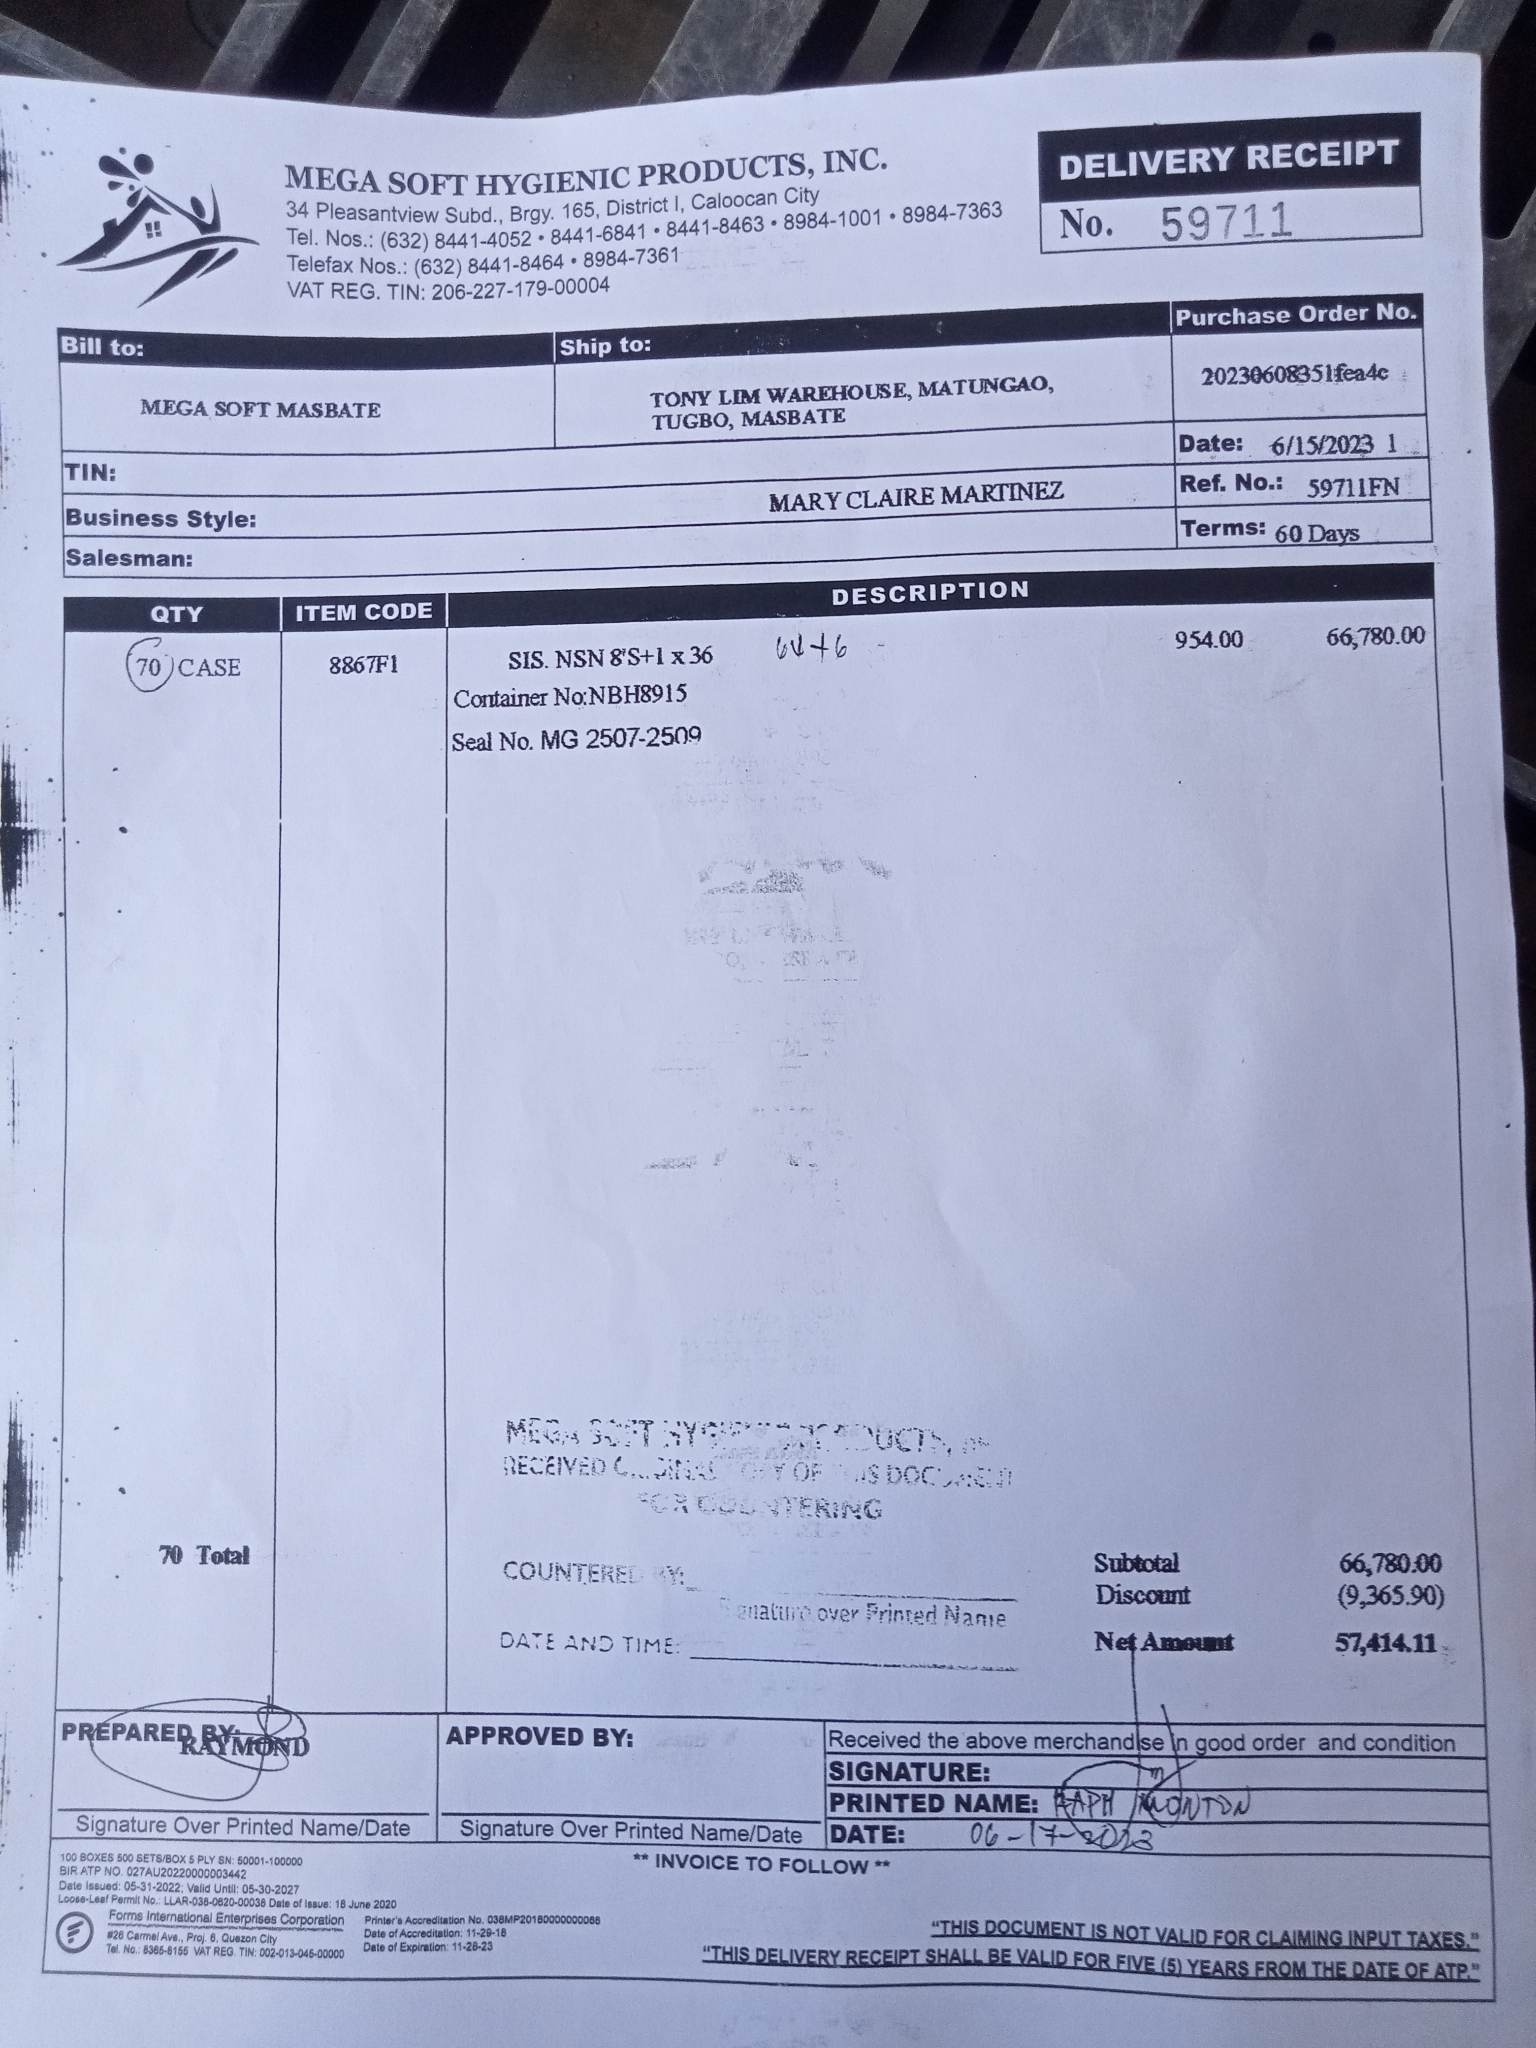 MEGA SOFT HYGIENIC PRODUCTS, INC.
34 Pleasantview Subd., Brgy. 165, District I, Caloocan City
Tel. Nos.: (632) 8441-4052 • 8441-6841 • 8441-8463 • 8984-1001 • 8984-7363
Telefax Nos.: (632) 8441-8464 • 8984-7361
VAT REG. TIN: 206-227-179-00004
DELIVERY RECEIPT
No. 59711
Bill to:
MEGA SOFT MASBATE
Ship to:
TONY LIM WAREHOUSE, MATUNGAO,
TUGBO, MASBATE
Purchase Order No.
20230608351fea4c
Date: 6/15/2023 1
TIN:
Ref. No.: 59711FN
Business Style:
MARY CLAIRE MARTINEZ
Terms: 60 Days
Salesman:
QTY ITEM CODE DESCRIPTION
70 CASE 8867F1 SIS. NSN 8'S+1 x 36 64+6 954.00 66,780.00
Container No:NBH8915
Seal No. MG 2507-2509
MEGA SOFT HYGIENIC PRODUCTS,
RECEIVED ORIGINAL COPY OF THIS DOCUMENT
FOR COUNTERING
70 Total
COUNTERED BY:
Signature over Printed Name
DATE AND TIME:
Subtotal 66,780.00
Discount (9,365.90)
Net Amount 57,414.11
PREPARED BY:
RAYMOND
Signature Over Printed Name/Date
APPROVED BY:
Signature Over Printed Name/Date
Received the above merchandise in good order and condition
SIGNATURE:
PRINTED NAME: RAPH MONTON
DATE: 06-17-2023
100 BOXES 500 SETS/BOX 5 PLY SN: 50001-100000
BIR ATP NO. 027AU20220000003442
Date Issued: 05-31-2022; Valid Until: 05-30-2027
Loose-Leaf Permit No.: LLAR-038-0620-00036 Date of Issue: 18 June 2020
** INVOICE TO FOLLOW **
Forms International Enterprises Corporation
#26 Carmel Ave., Proj. 6, Quezon City
Tel. No.: 8365-8155 VAT REG. TIN: 002-013-045-00000
Printer's Accreditation No. 038MP20180000000068
Date of Accreditation: 11-29-18
Date of Expiration: 11-28-23
"THIS DOCUMENT IS NOT VALID FOR CLAIMING INPUT TAXES."
"THIS DELIVERY RECEIPT SHALL BE VALID FOR FIVE (5) YEARS FROM THE DATE OF ATP."